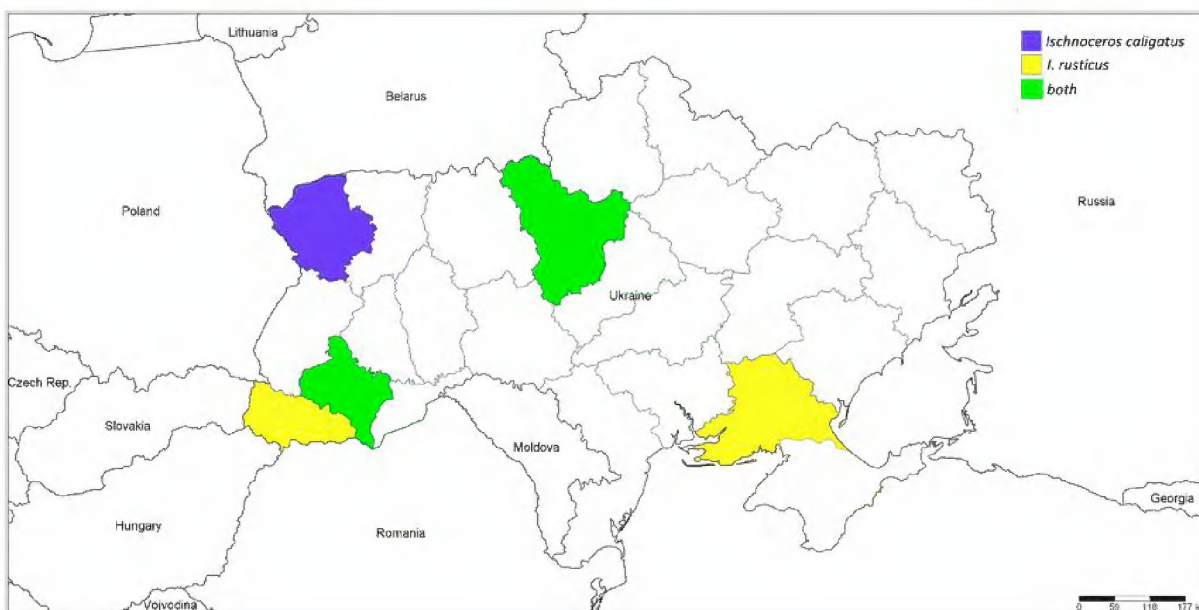 Lithuania
Ischnoceros caligatus
I. rusticus
both
Belarus
Poland
Russia
Ukraine
Czech Rep.
Slovakia
Moldova
Georgia
Hungary
Romania
Vojvodina
0 59 118 177